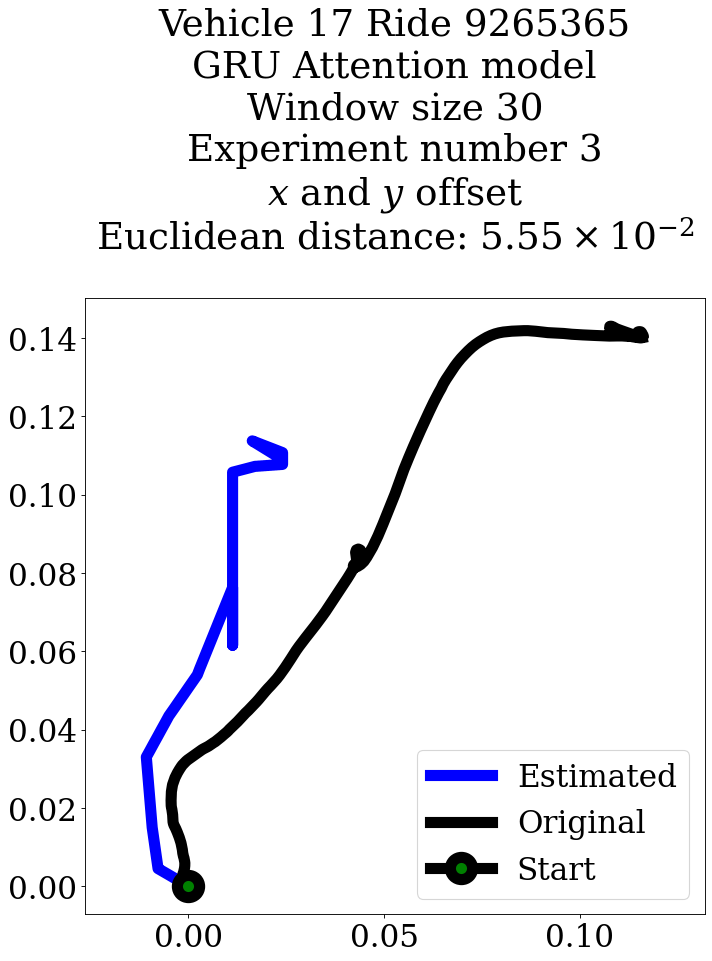 Vehicle 17 Ride 9265365
GRU Attention model
Window size 30
Experiment number 3
x and y offset
Euclidean distance: 5.55 × 10⁻²
0.14
0.12
0.10
0.08
0.06
0.04
0.02
0.00
Estimated
Original
Start
0.00 0.05 0.10